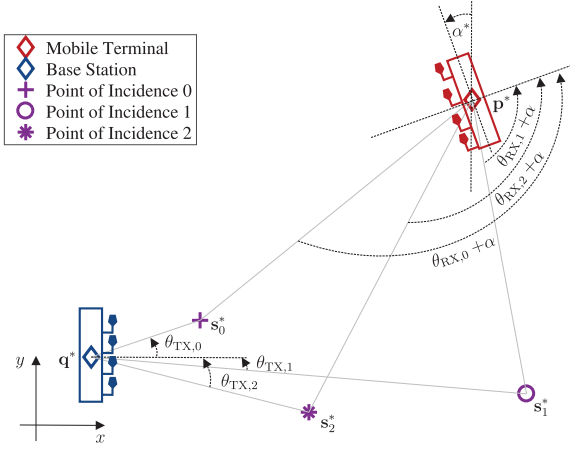 α*
Mobile Terminal
Base Station
Point of Incidence 0
Point of Incidence 1
Point of Incidence 2
p*
θRX,1+α
θRX,2+α
θRX,0+α
s0*
θTX,0
q*
θTX,1
θTX,2
y
x
s1*
s2*